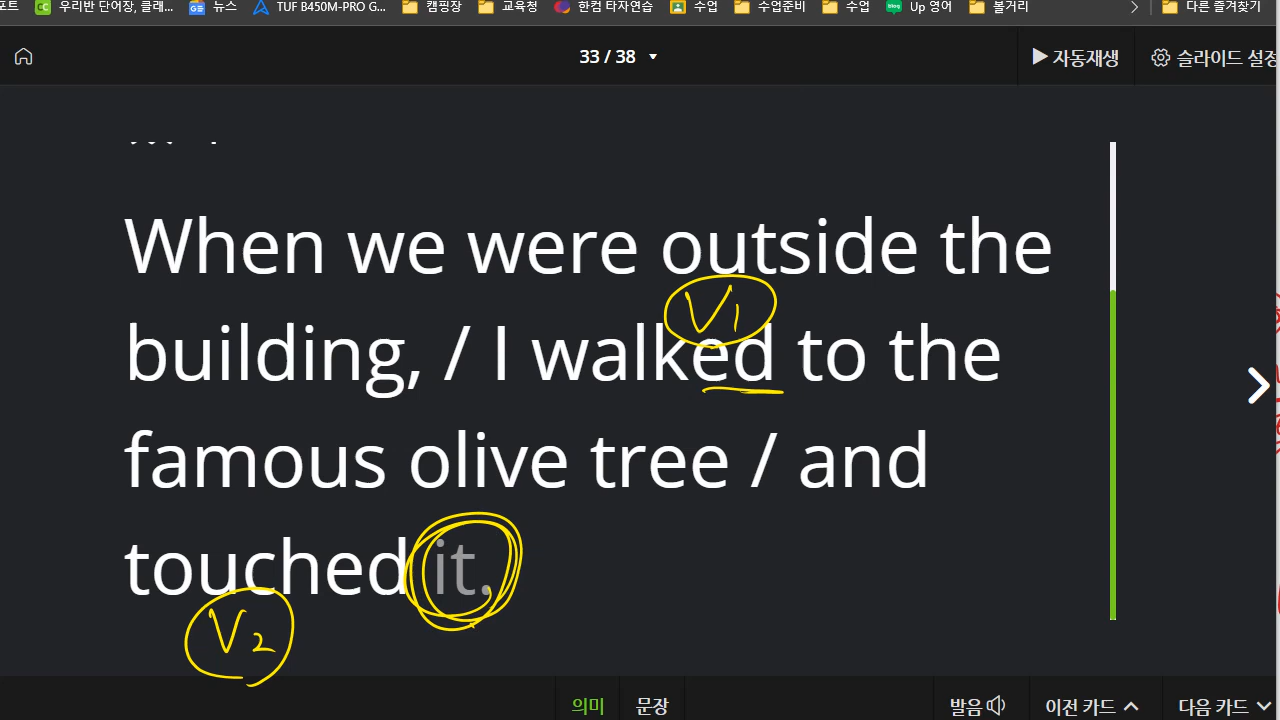 포트 우리반 단어장, 클래... 뉴스 TUF B450M-PRO G... 캠핑장 교육청 한컴 타자연습 수업 수업준비 수업 Up 영어 볼거리 다른 즐겨찾기
33 / 38 자동재생 슬라이드 설정
When we were outside the
V1
building, / I walked to the
famous olive tree / and
touched it.
V2
의미 문장 발음 이전 카드 다음 카드